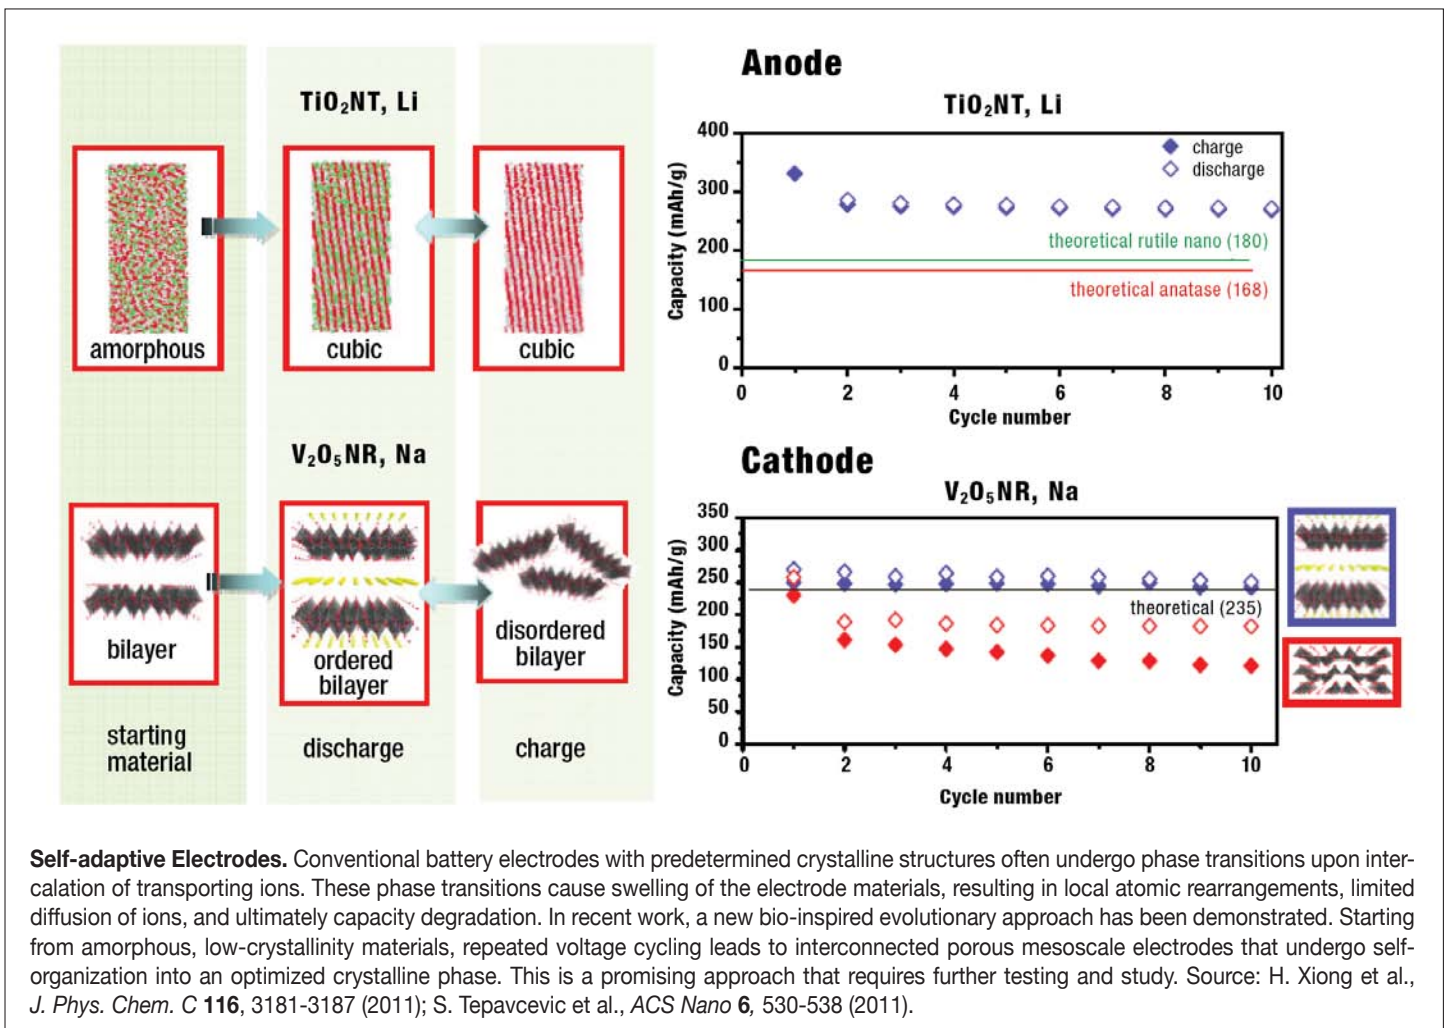 TiO₂NT, Li
amorphous
cubic
cubic
V₂O₅NR, Na
bilayer
ordered
bilayer
disordered
bilayer
starting
material
discharge
charge
Anode
TiO₂NT, Li
Capacity (mAh/g)
400
300
200
100
0
charge
discharge
theoretical rutile nano (180)
theoretical anatase (168)
0 2 4 6 8 10
Cycle number
Cathode
V₂O₅NR, Na
Capacity (mAh/g)
350
300
250
200
150
100
50
0
theoretical (235)
0 2 4 6 8 10
Cycle number
Self-adaptive Electrodes. Conventional battery electrodes with predetermined crystalline structures often undergo phase transitions upon inter-
calation of transporting ions. These phase transitions cause swelling of the electrode materials, resulting in local atomic rearrangements, limited
diffusion of ions, and ultimately capacity degradation. In recent work, a new bio-inspired evolutionary approach has been demonstrated. Starting
from amorphous, low-crystallinity materials, repeated voltage cycling leads to interconnected porous mesoscale electrodes that undergo self-
organization into an optimized crystalline phase. This is a promising approach that requires further testing and study. Source: H. Xiong et al.,
J. Phys. Chem. C 116, 3181-3187 (2011); S. Tepavcevic et al., ACS Nano 6, 530-538 (2011).